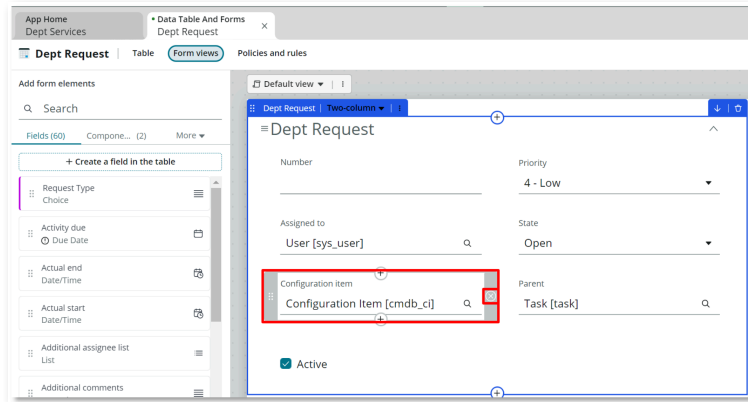 App Home
Dept Services
Data Table And Forms
Dept Request
Dept Request
Table
Form views
Policies and rules
Add form elements
Search
Fields (60)
Compone... (2)
More
+ Create a field in the table
Request Type
Choice
Activity due
Due Date
Actual end
Date/Time
Actual start
Date/Time
Additional assignee list
List
Additional comments
Default view
Dept Request
Two-column
Dept Request
Number
Priority
4 - Low
Assigned to
User [sys_user]
State
Open
Configuration item
Configuration Item [cmdb_ci]
Parent
Task [task]
Active